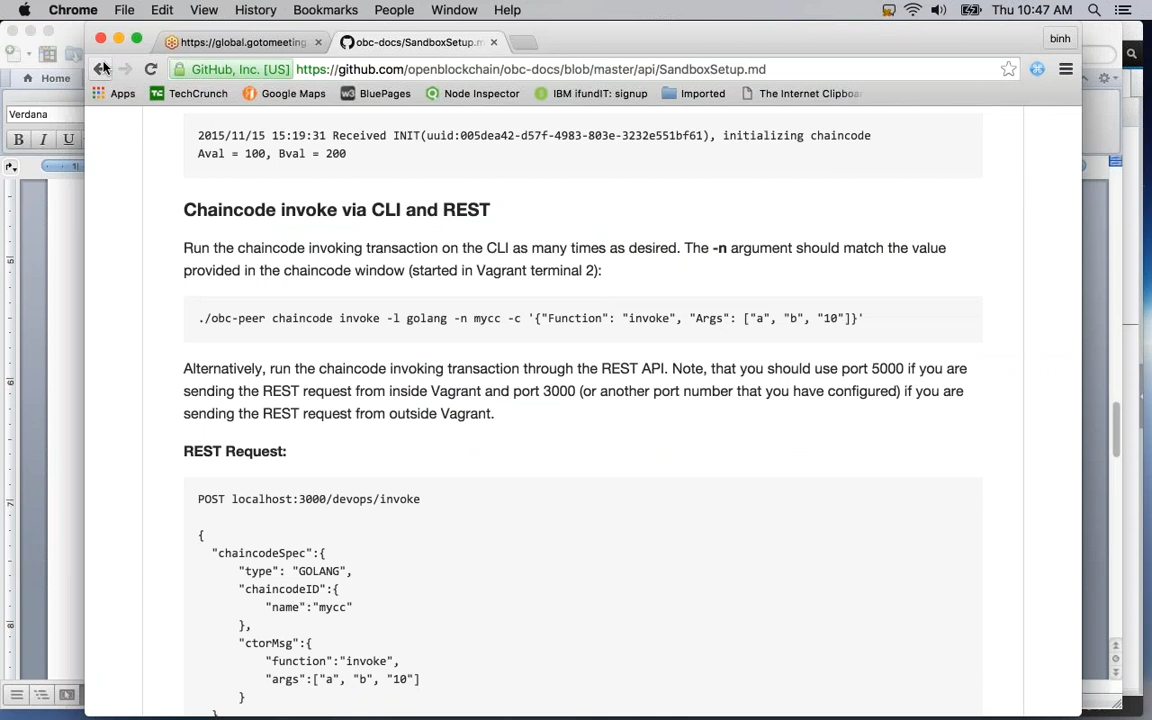 Chrome File Edit View History Bookmarks People Window Help Thu 10:47 AM
https://global.gotomeeting. obc-docs/SandboxSetup.m binh
GitHub, Inc. [US] https://github.com/openblockchain/obc-docs/blob/master/api/SandboxSetup.md
Apps TechCrunch Google Maps BluePages Node Inspector IBM ifundIT: signup Imported The Internet Clipboa
Home
Verdana
B I U
2015/11/15 15:19:31 Received INIT(uuid:005dea42-d57f-4983-803e-3232e551bf61), initializing chaincode
Aval = 100, Bval = 200
Chaincode invoke via CLI and REST
Run the chaincode invoking transaction on the CLI as many times as desired. The -n argument should match the value
provided in the chaincode window (started in Vagrant terminal 2):
./obc-peer chaincode invoke -l golang -n mycc -c '{"Function": "invoke", "Args": ["a", "b", "10"]}'
Alternatively, run the chaincode invoking transaction through the REST API. Note, that you should use port 5000 if you are
sending the REST request from inside Vagrant and port 3000 (or another port number that you have configured) if you are
sending the REST request from outside Vagrant.
REST Request:
POST localhost:3000/devops/invoke
{
"chaincodeSpec":{
"type": "GOLANG",
"chaincodeID":{
"name":"mycc"
},
"ctorMsg":{
"function":"invoke",
"args":["a", "b", "10"]
}
}